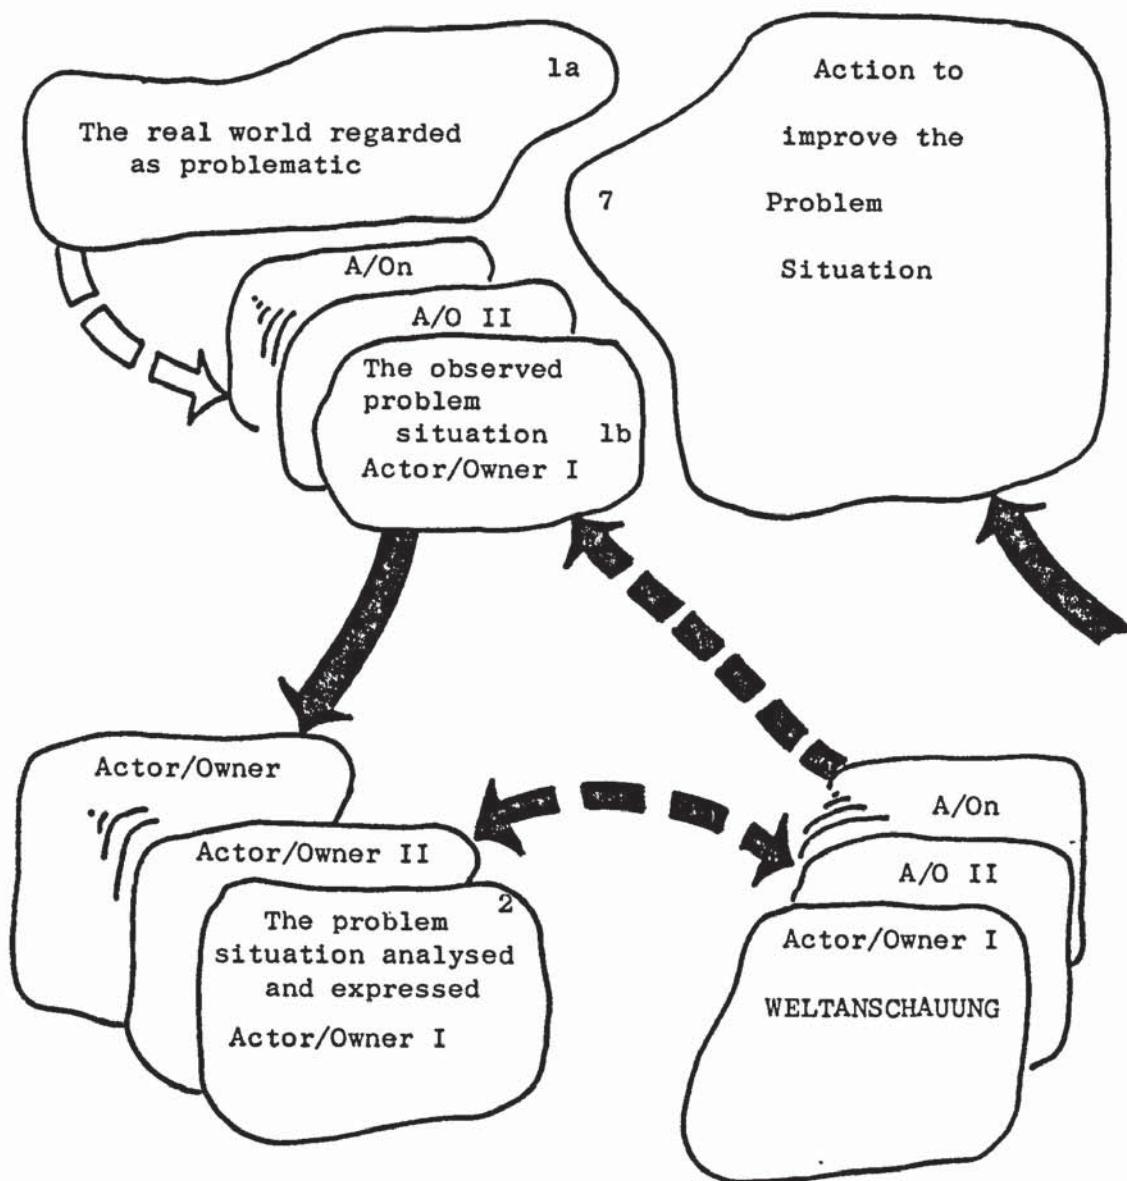 1a
The real world regarded
as problematic
Action to
improve the
7 Problem
Situation
A/On
A/O II
The observed
problem
situation 1b
Actor/Owner I
Actor/Owner
Actor/Owner II
2
The problem
situation analysed
and expressed
Actor/Owner I
A/On
A/O II
Actor/Owner I
WELTANSCHAUUNG